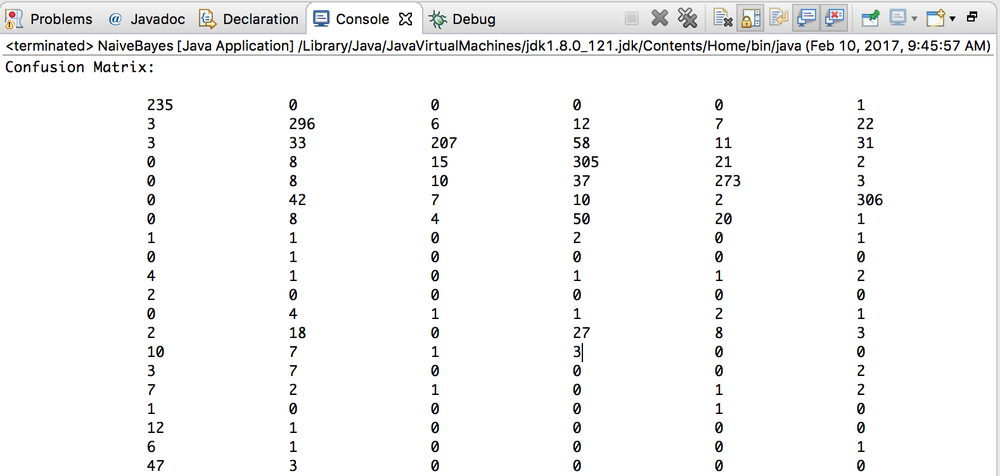 Problems @ Javadoc Declaration Console Debug
<terminated> NaiveBayes [Java Application] /Library/Java/JavaVirtualMachines/jdk1.8.0_121.jdk/Contents/Home/bin/java (Feb 10, 2017, 9:45:57 AM)
Confusion Matrix:
235 0 0 0 0 1
3 296 6 12 7 22
3 33 207 58 11 31
0 8 15 305 21 2
0 8 10 37 273 3
0 42 7 10 2 306
0 8 4 50 20 1
1 1 0 2 0 1
0 1 0 0 0 0
4 1 0 1 1 2
2 0 0 0 0 0
0 4 1 1 2 1
2 18 0 27 8 3
10 7 1 3 0 0
3 7 0 0 0 2
7 2 1 0 1 2
1 0 0 0 1 0
12 1 0 0 0 0
6 1 0 0 0 1
47 3 0 0 0 0